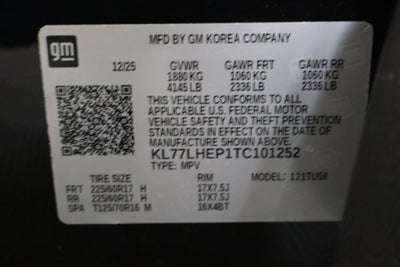 gm
MFD BY GM KOREA COMPANY
12/25 GVWR GAWR FRT GAWR RR
1880 KG 1060 KG 1060 KG
4145 LB 2336 LB 2336 LB
THIS VEHICLE CONFORMS TO ALL
APPLICABLE U.S. FEDERAL MOTOR
VEHICLE SAFETY AND THEFT PREVENTION
STANDARDS IN EFFECT ON THE DATE OF
MANUFACTURE SHOWN ABOVE.
KL77LHEP1TC101252
TYPE: MPV
TIRE SIZE RIM MODEL: 121TU58
FRT 225/60R17 H 17X7.5J
RR 225/60R17 H 17X7.5J
SPA T125/70R16 M 16X4BT